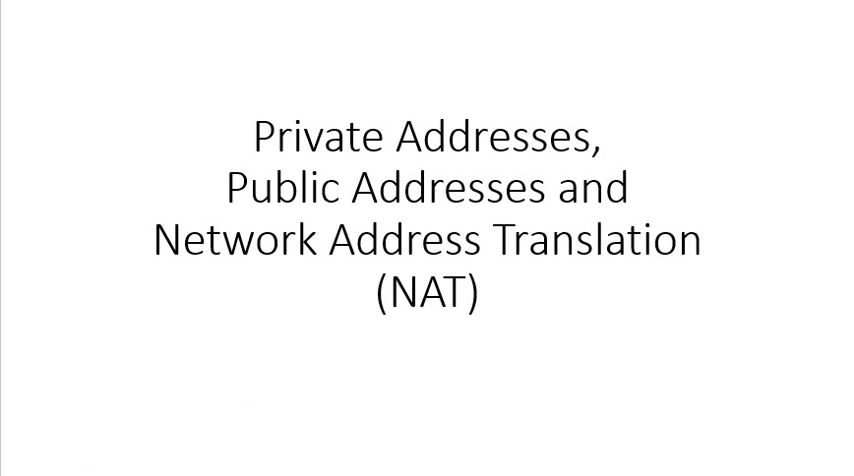 Private Addresses,
Public Addresses and
Network Address Translation
(NAT)